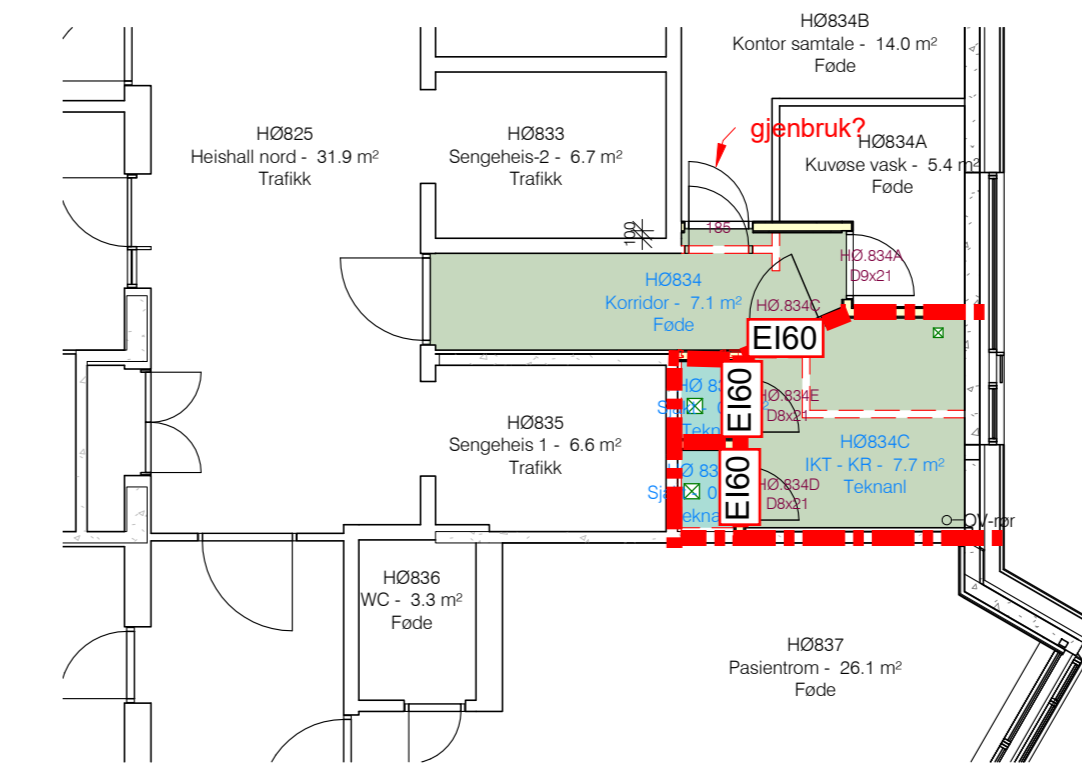 HØ834B
Kontor samtale - 14.0 m²
Føde
gjenbruk?
HØ825
Heishall nord - 31.9 m²
Trafikk
HØ833
Sengeheis-2 - 6.7 m²
Trafikk
HØ834A
Kuvøse vask - 5.4 m²
Føde
100
185
HØ.834A
D9x21
HØ834
Korridor - 7.1 m²
Føde
HØ.834C
EI60
HØ 83
EI60
HØ.834E
D8x21
Tekn
HØ835
Sengeheis 1 - 6.6 m²
Trafikk
HØ834C
IKT - KR - 7.7 m²
Teknanl
EI60
HØ.834D
D8x21
OV-rør
HØ836
WC - 3.3 m²
Føde
HØ837
Pasientrom - 26.1 m²
Føde